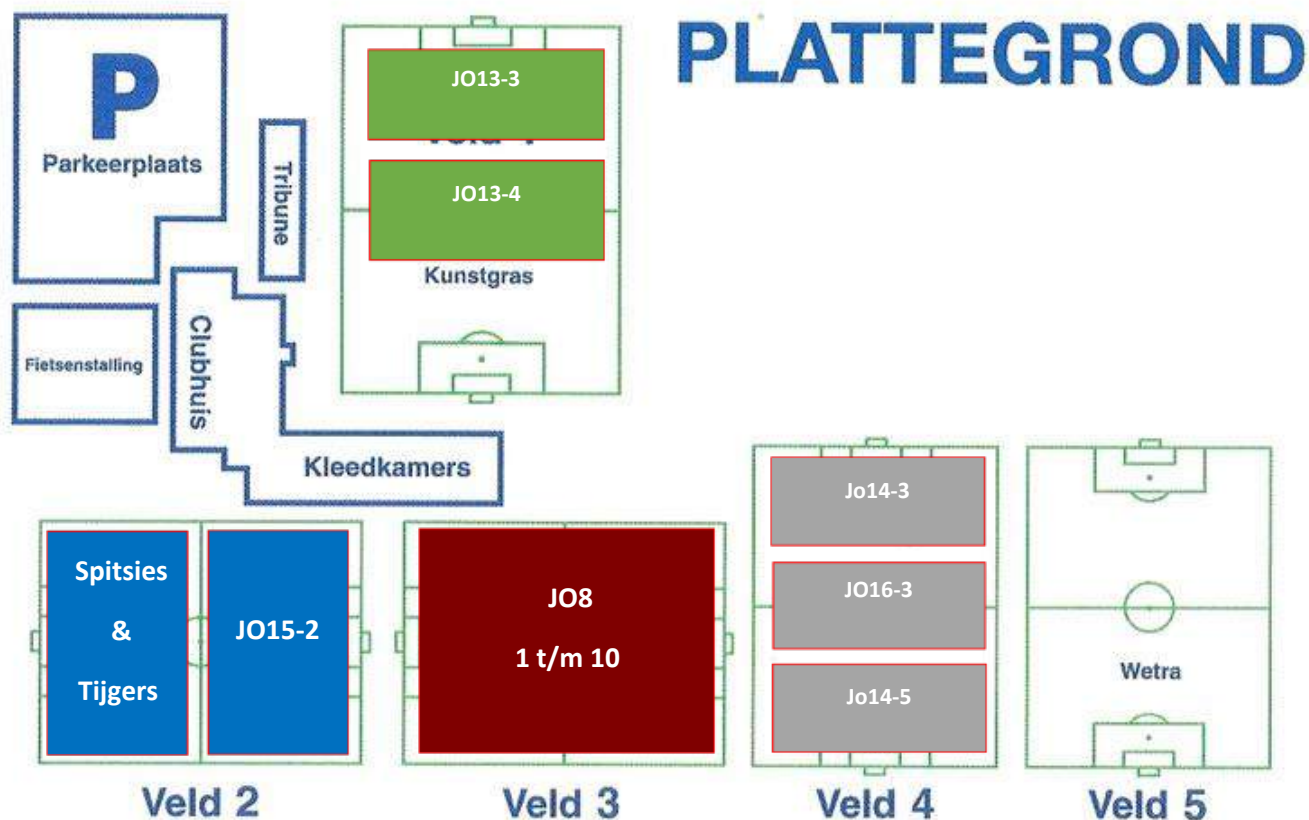 PLATTEGROND
P
Parkeerplaats
Tribune
JO13-3
JO13-4
Kunstgras
Fietsenstalling
Clubhuis
Kleedkamers
Spitsies
&
Tijgers
JO15-2
JO8
1 t/m 10
Jo14-3
JO16-3
Jo14-5
Wetra
Veld 2
Veld 3
Veld 4
Veld 5